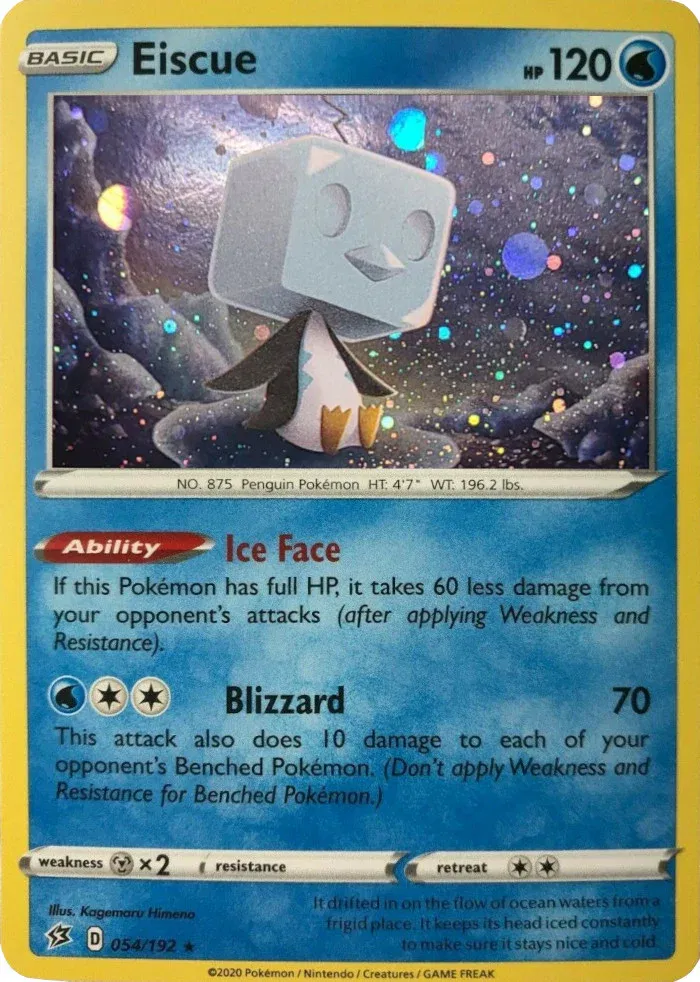 BASIC Eiscue HP 120
NO. 875 Penguin Pokémon HT: 4'7" WT: 196.2 lbs.
Ability Ice Face
If this Pokémon has full HP, it takes 60 less damage from
your opponent's attacks (after applying Weakness and
Resistance).
Blizzard 70
This attack also does 10 damage to each of your
opponent's Benched Pokémon. (Don't apply Weakness and
Resistance for Benched Pokémon.)
weakness ×2 resistance retreat
Illus. Kagemaru Himeno
D 054/192 ★
It drifted in on the flow of ocean waters from a
frigid place. It keeps its head iced constantly
to make sure it stays nice and cold.
©2020 Pokémon / Nintendo / Creatures / GAME FREAK